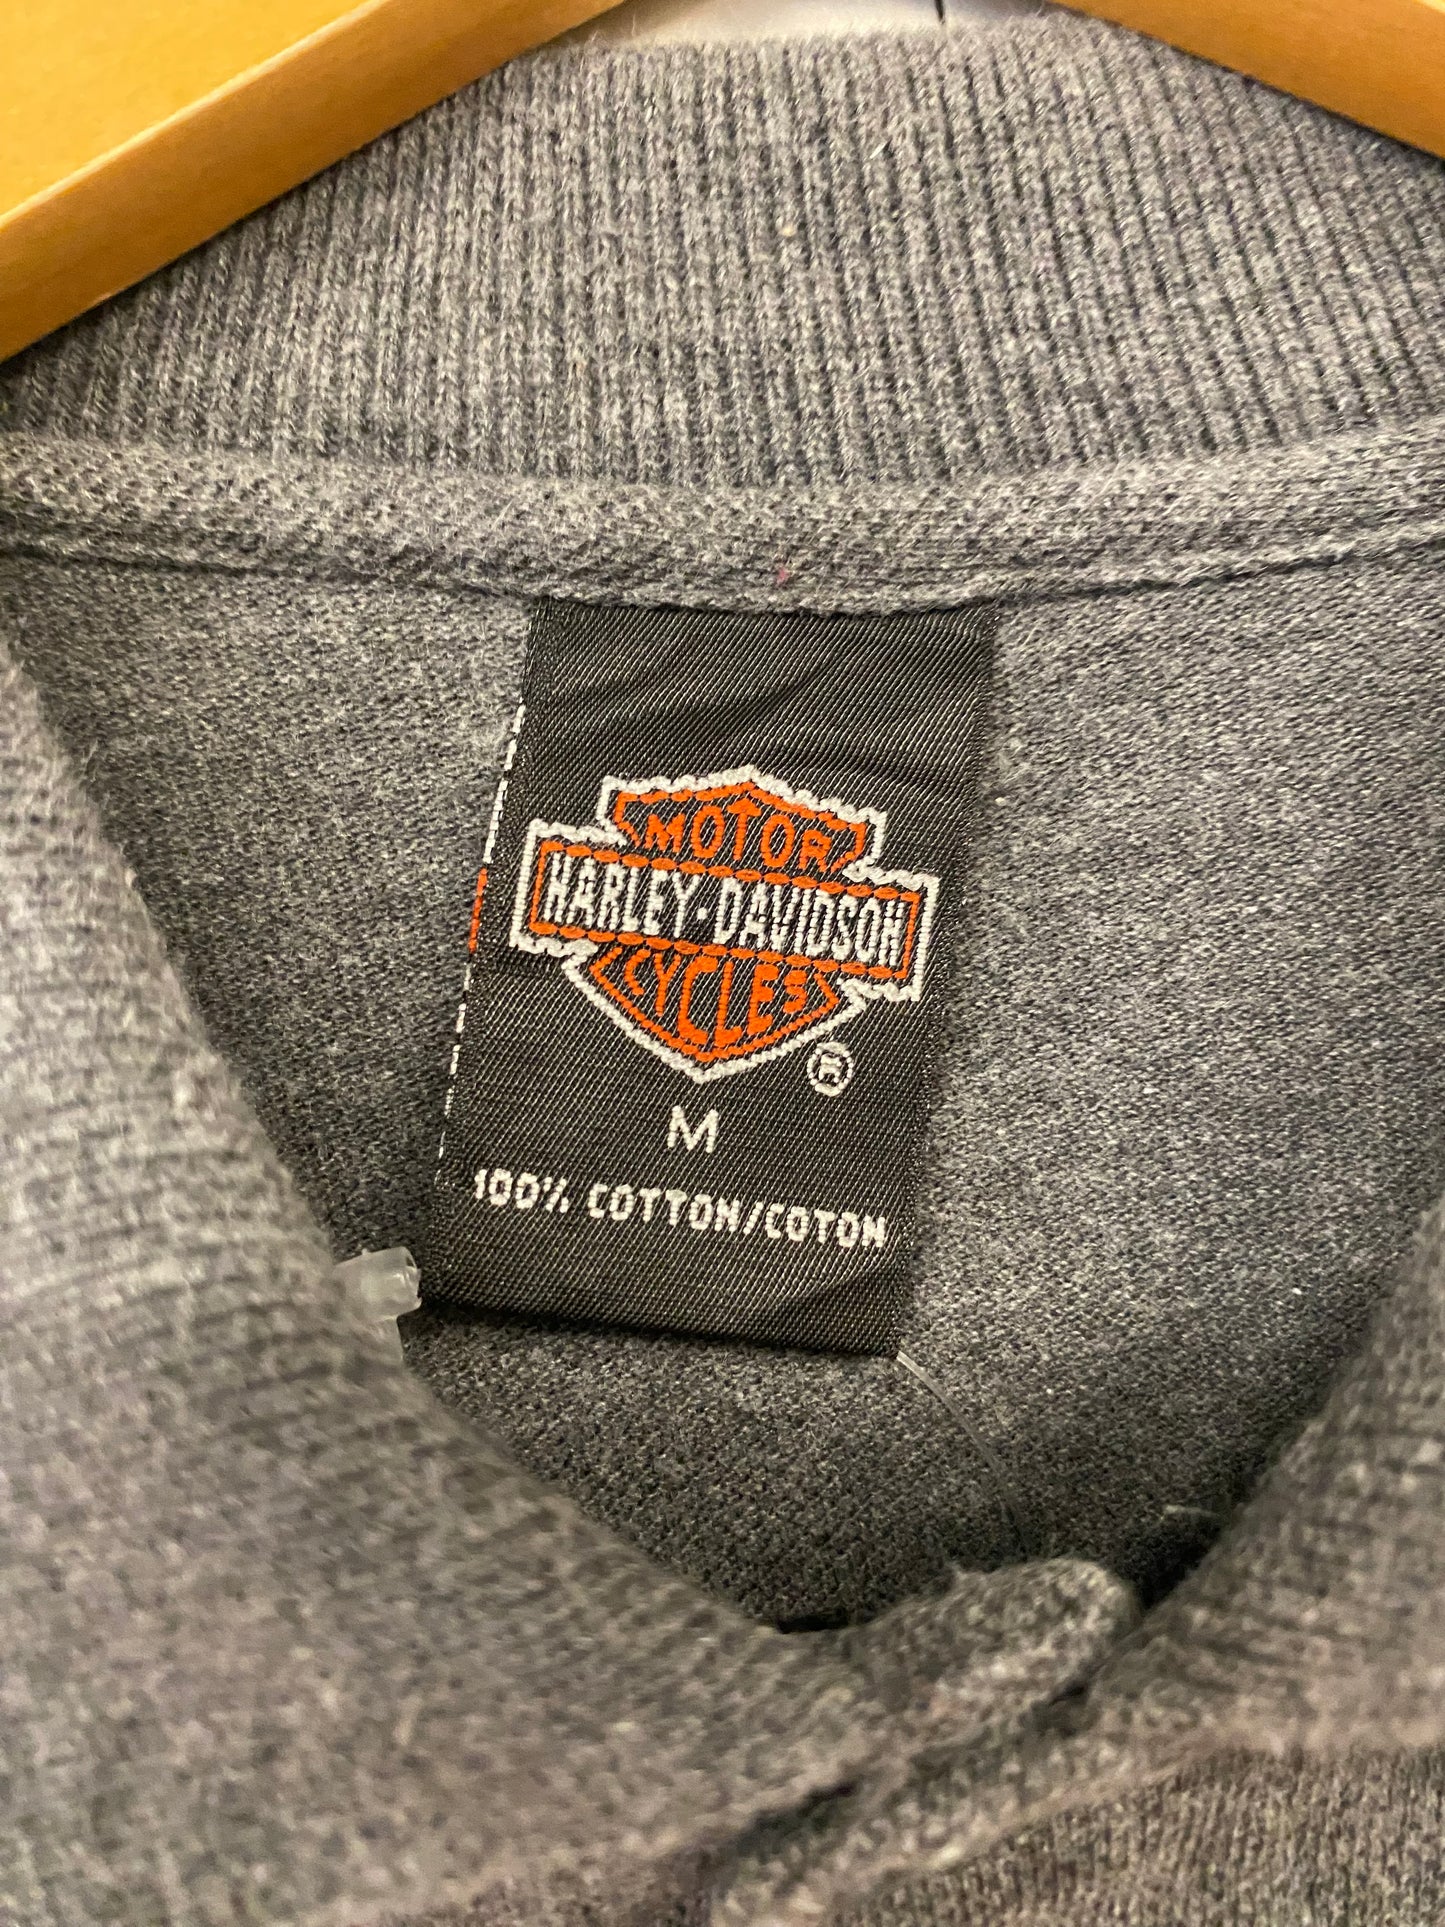 MOTOR
HARLEY-DAVIDSON
CYCLES
®
M
100% COTTON/COTON